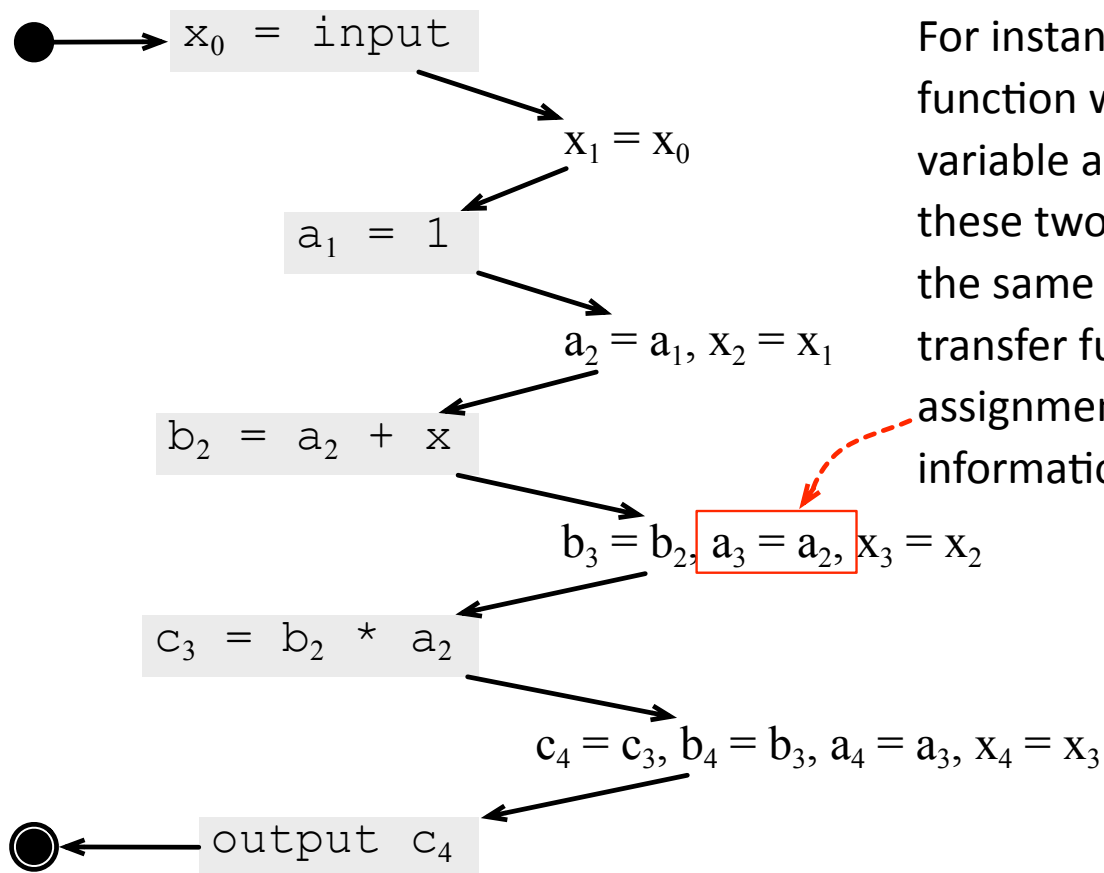 x₀ = input
x₁ = x₀
a₁ = 1
a₂ = a₁, x₂ = x₁
b₂ = a₂ + x
b₃ = b₂, a₃ = a₂, x₃ = x₂
c₃ = b₂ * a₂
c₄ = c₃, b₄ = b₃, a₄ = a₃, x₄ = x₃
output c₄
For instan
function w
variable a
these two
the same
transfer fu
assignmer
informatio